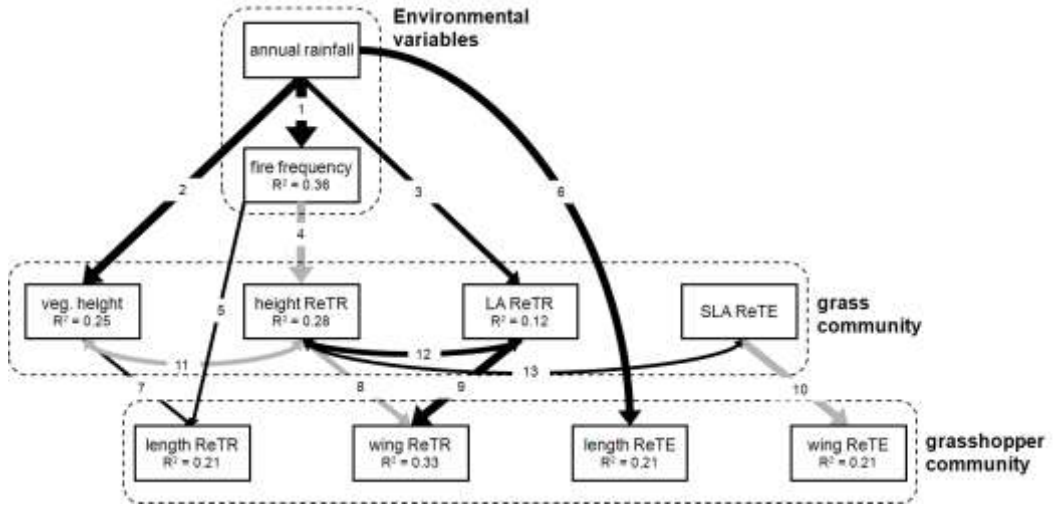 Environmental
variables
annual rainfall
1
fire frequency
R² = 0.36
2
3
6
4
5
veg. height
R² = 0.25
height ReTR
R² = 0.28
LA ReTR
R² = 0.12
SLA ReTE
grass
community
11
12
13
7
8
9
10
length ReTR
R² = 0.21
wing ReTR
R² = 0.33
length ReTE
R² = 0.21
wing ReTE
R² = 0.21
grasshopper
community